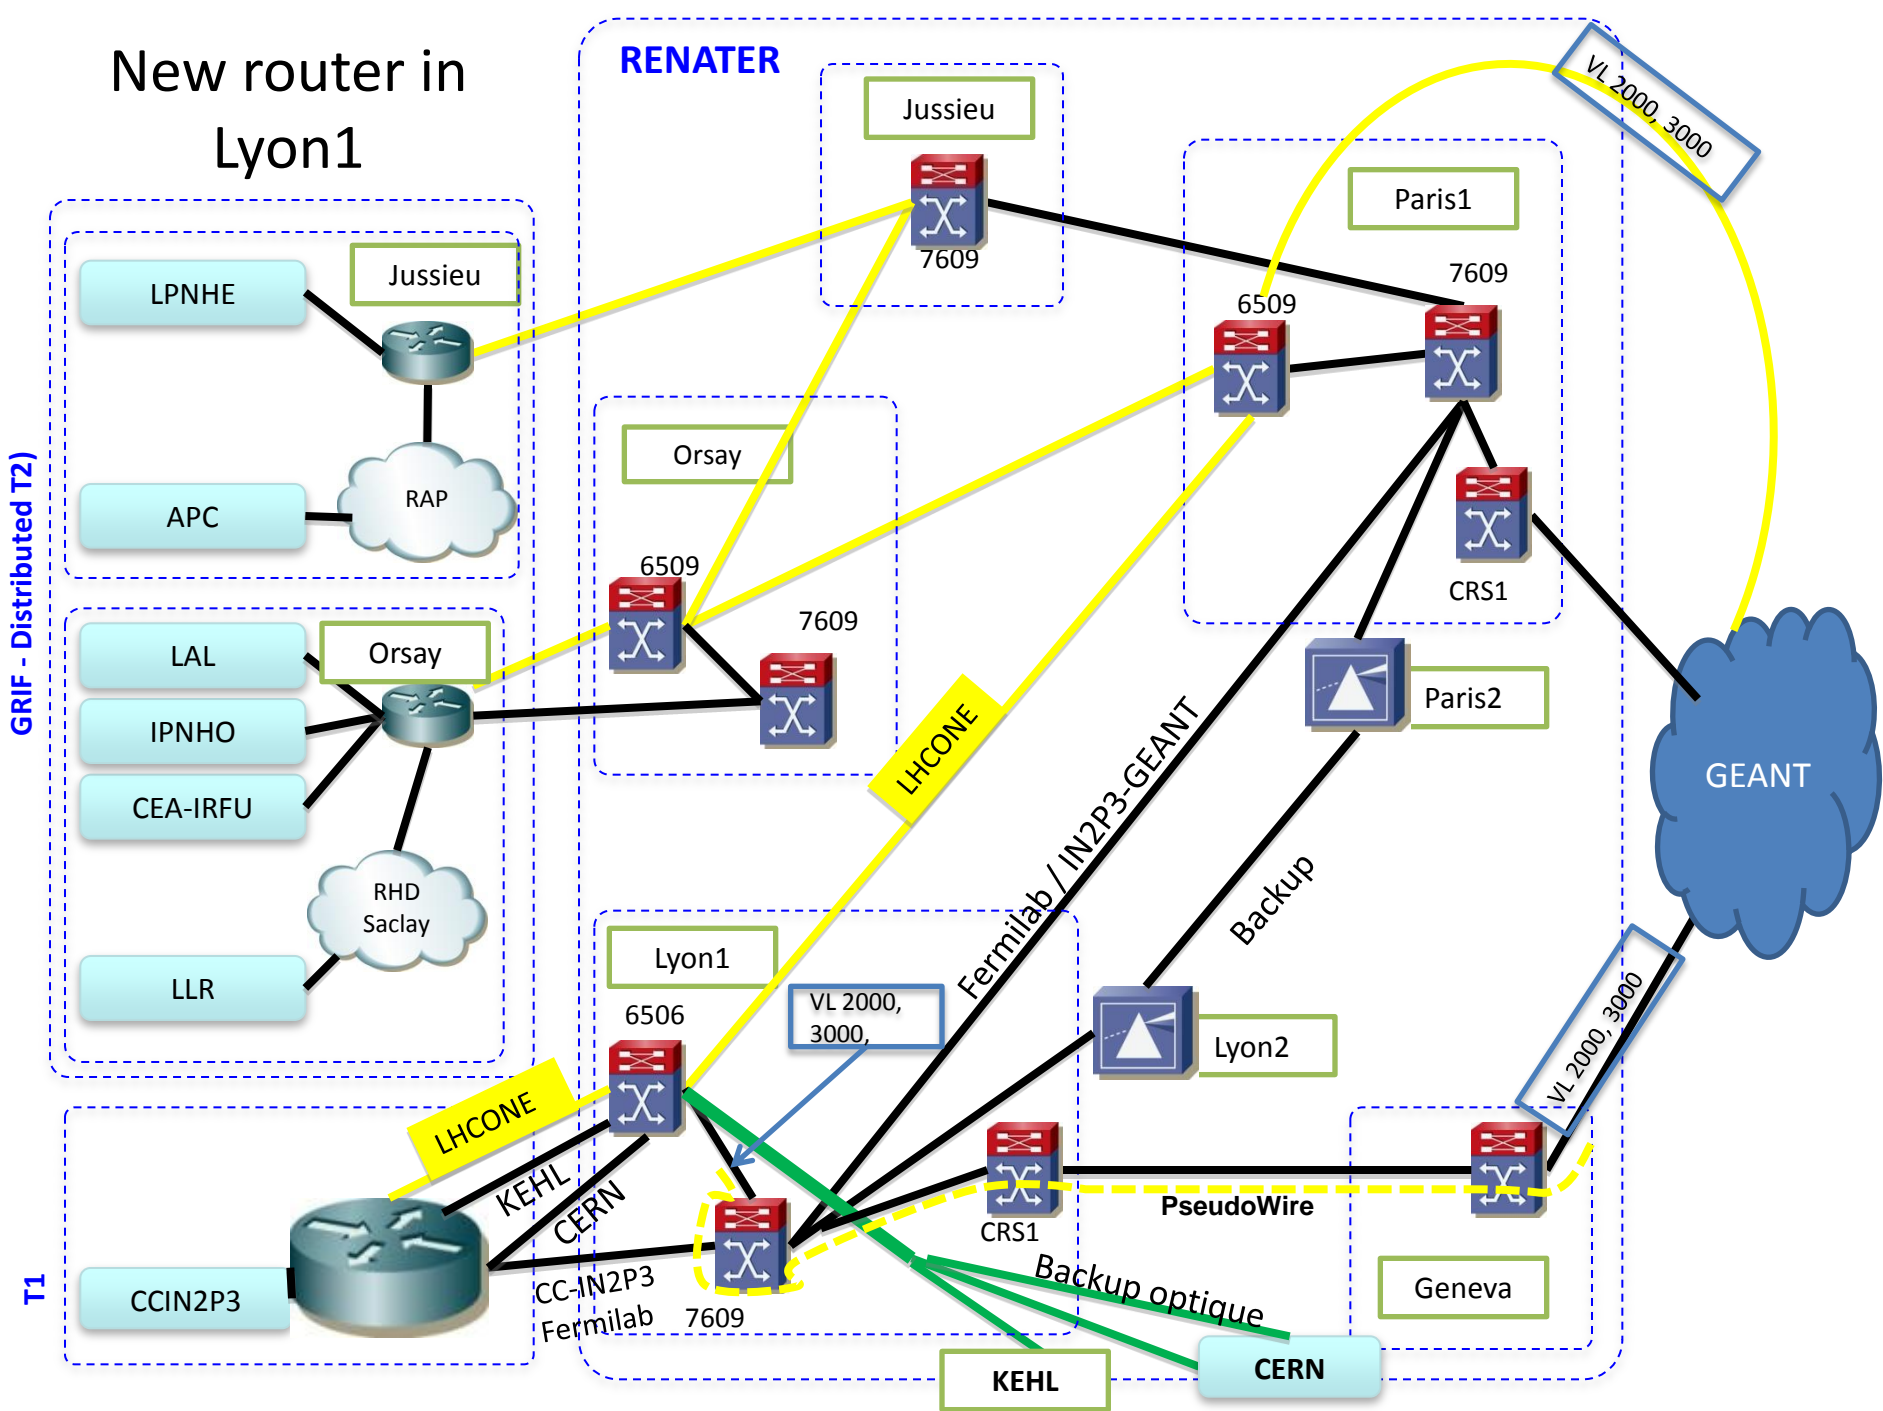 New router in
Lyon1
RENATER
Jussieu
7609
Paris1
7609
6509
CRS1
VL 2000, 3000
GRIF - Distributed T2)
LPNHE
Jussieu
RAP
APC
LAL
Orsay
IPNHO
CEA-IRFU
RHD
Saclay
LLR
Orsay
6509
7609
LHCONE
Fermilab / IN2P3-GEANT
Paris2
Backup
GEANT
Lyon1
6506
VL 2000,
3000,
Lyon2
VL 2000, 3000
T1
CCIN2P3
LHCONE
KEHL
CERN
CC-IN2P3
Fermilab
7609
CRS1
PseudoWire
Geneva
Backup optique
KEHL
CERN